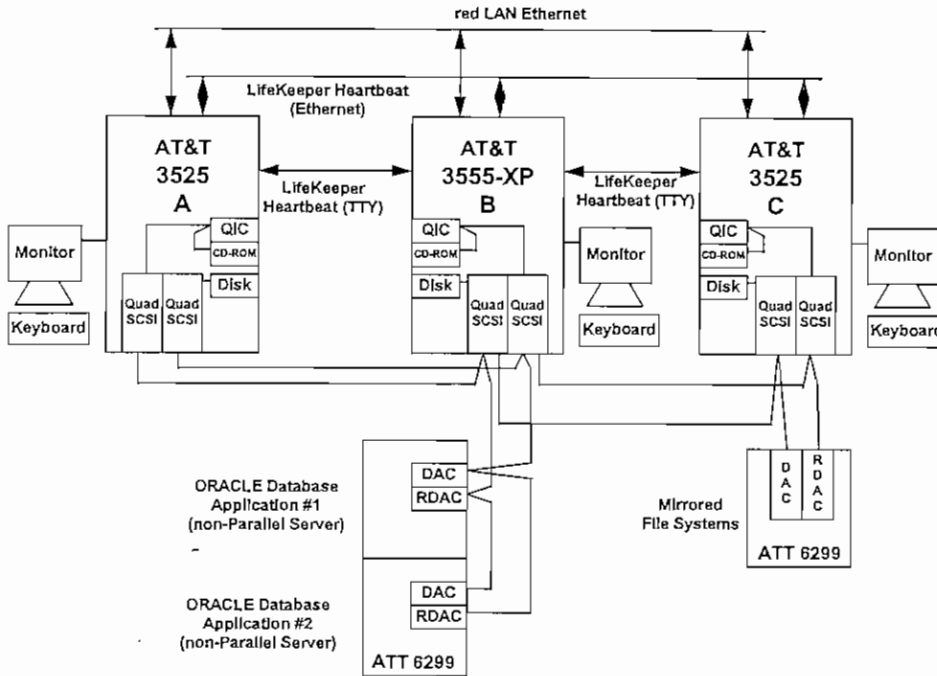 red LAN Ethernet
LifeKeeper Heartbeat
(Ethernet)
AT&T
3525
A
AT&T
3555-XP
B
AT&T
3525
C
LifeKeeper
Heartbeat (TTY)
LifeKeeper
Heartbeat (TTY)
QIC
CD-ROM
Disk
Quad
SCSI
Quad
SCSI
Monitor
Keyboard
QIC
CD-ROM
Disk
Quad
SCSI
Quad
SCSI
Monitor
Keyboard
QIC
CD-ROM
Disk
Quad
SCSI
Quad
SCSI
Monitor
Keyboard
ORACLE Database
Application #1
(non-Parallel Server)
DAC
RDAC
ORACLE Database
Application #2
(non-Parallel Server)
DAC
RDAC
ATT 6299
Mirrored
File Systems
DAC
RDAC
ATT 6299